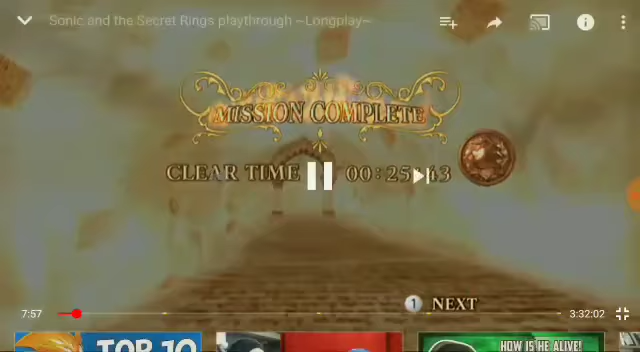 Sonic and the Secret Rings playthrough ~Longplay~
MISSION COMPLETE
CLEAR TIME 00:25
1 NEXT
7:57
3:32:02
TOP 10
HOW IS HE ALIVE!